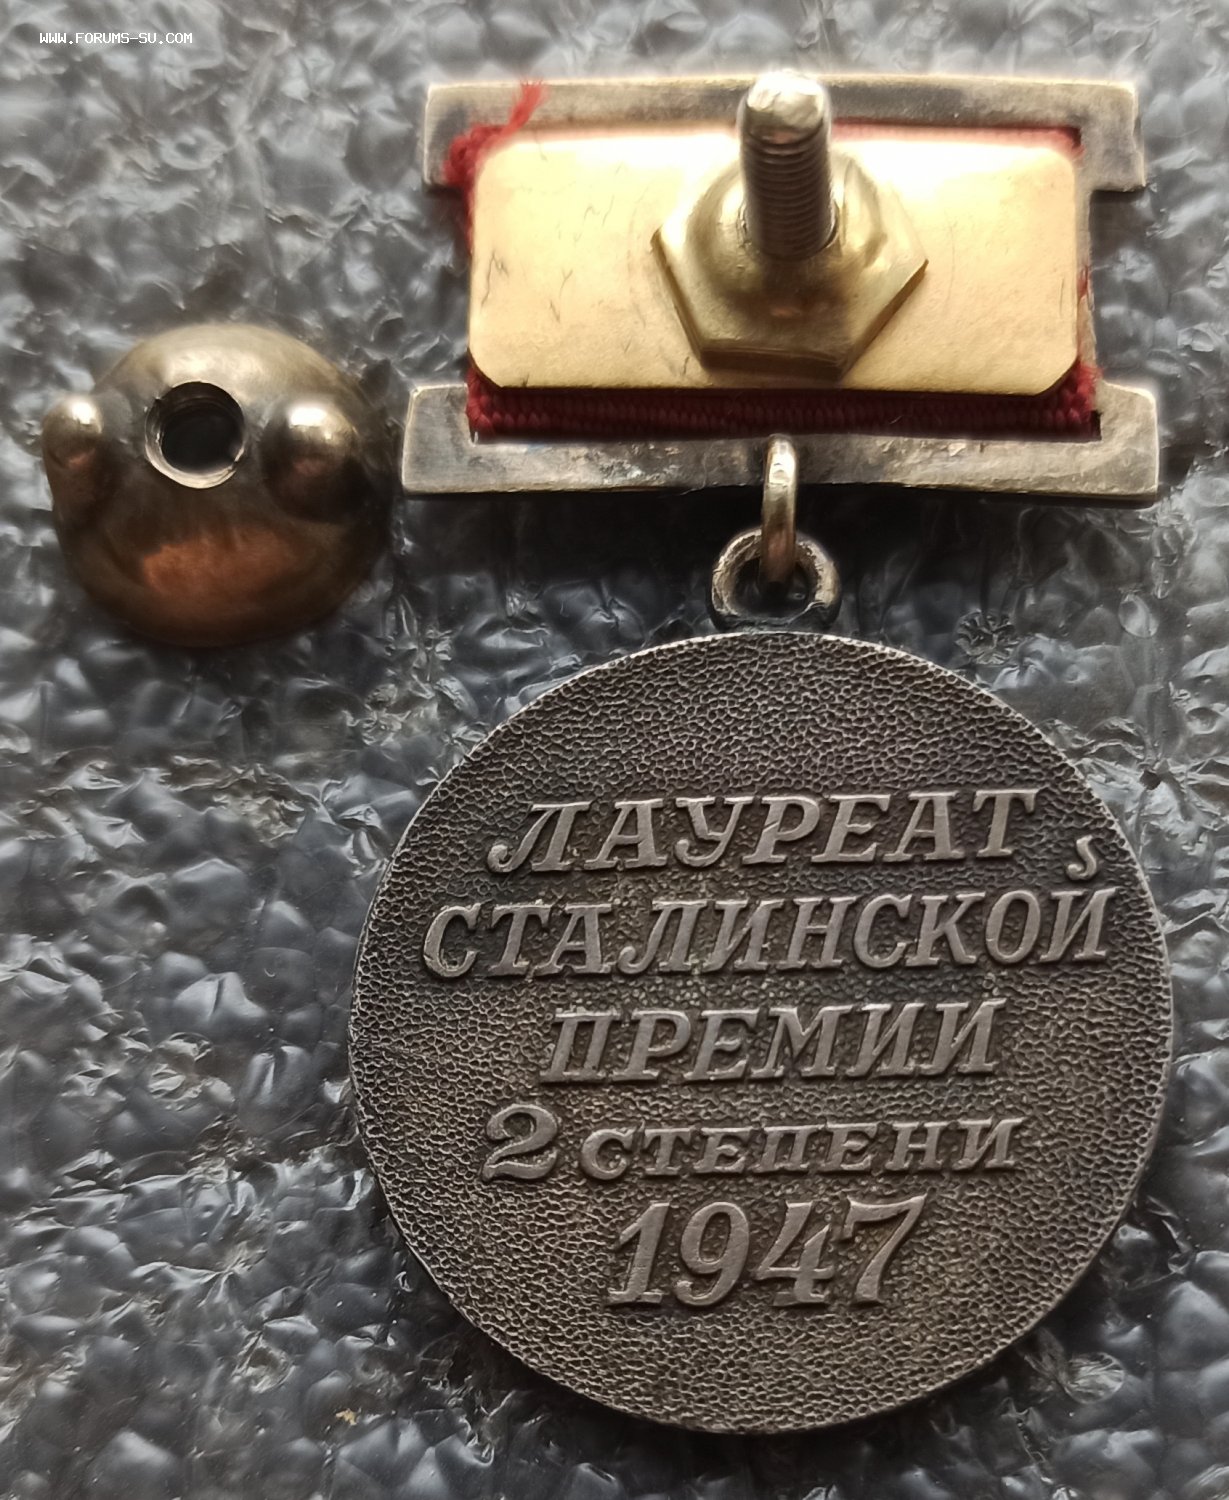 WWW.FORUMS-SU.COM
ЛАУРЕАТ
СТАЛИНСКОЙ
ПРЕМИИ
2 СТЕПЕНИ
1947